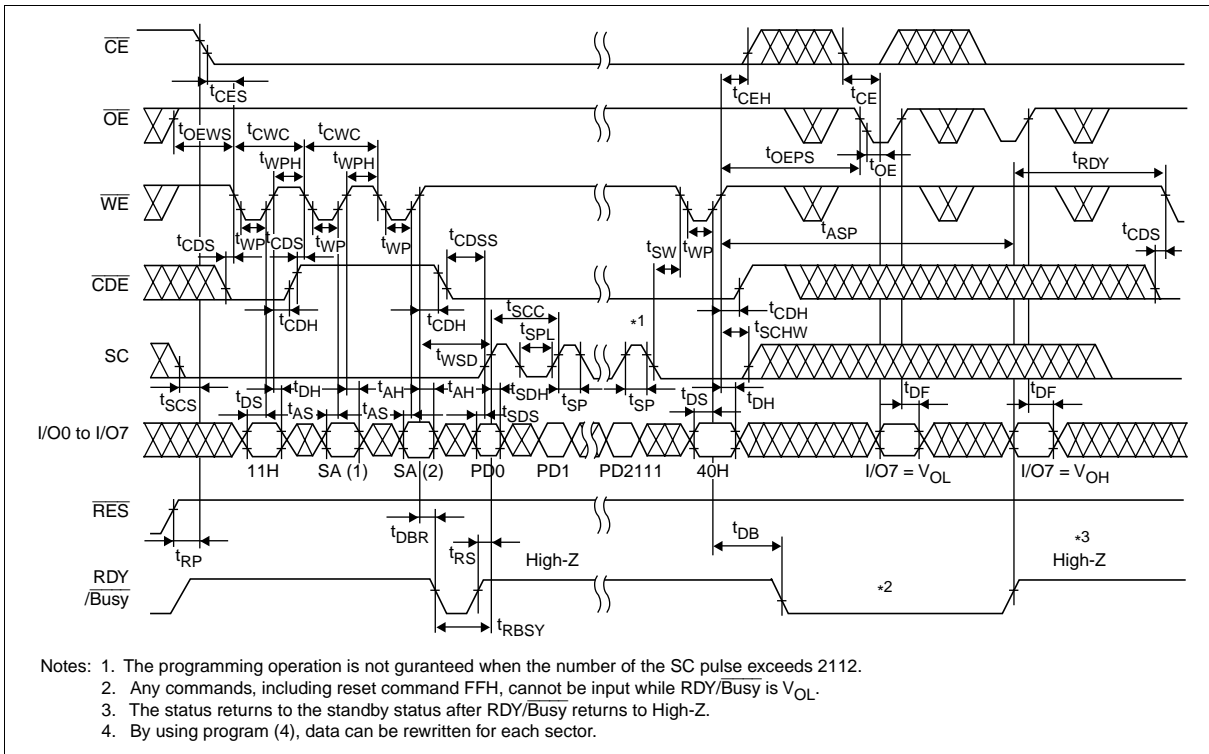 CE
tCES
tCEH
tCE
OE
tOEWS
tCWC
tCWC
tWPH
tWPH
tOEPS
tOE
tRDY
WE
tCDS
tWP
tCDS
tWP
tWP
tCDSS
tSW
tWP
tASP
tCDS
CDE
tCDH
tCDH
tSCC
tSPL
*1
tCDH
tSCHW
SC
tWSD
tSCS
tDS
tDH
tAS
tAH
tAS
tAH
tSDH
tSDS
tSP
tSP
tDS
tDH
tDF
tDF
I/O0 to I/O7
11H
SA (1)
SA (2)
PD0
PD1
PD2111
40H
I/O7 = VOL
I/O7 = VOH
RES
tRP
tDBR
tRS
High-Z
tDB
*3
High-Z
RDY
/Busy
*2
tRBSY
Notes: 1. The programming operation is not guranteed when the number of the SC pulse exceeds 2112.
2. Any commands, including reset command FFH, cannot be input while RDY/Busy is VOL.
3. The status returns to the standby status after RDY/Busy returns to High-Z.
4. By using program (4), data can be rewritten for each sector.